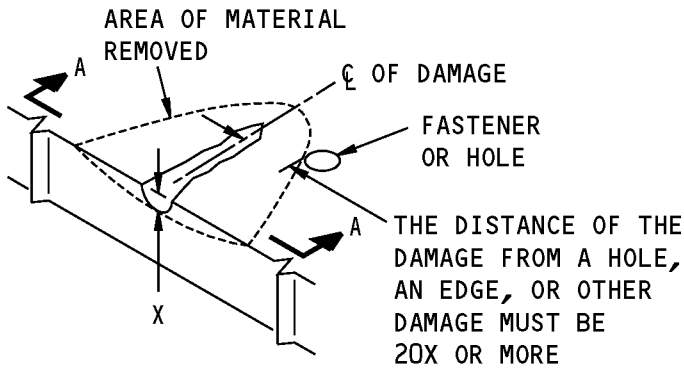 AREA OF MATERIAL
REMOVED
A
℄ OF DAMAGE
FASTENER
OR HOLE
A
THE DISTANCE OF THE
DAMAGE FROM A HOLE,
AN EDGE, OR OTHER
DAMAGE MUST BE
20X OR MORE
X